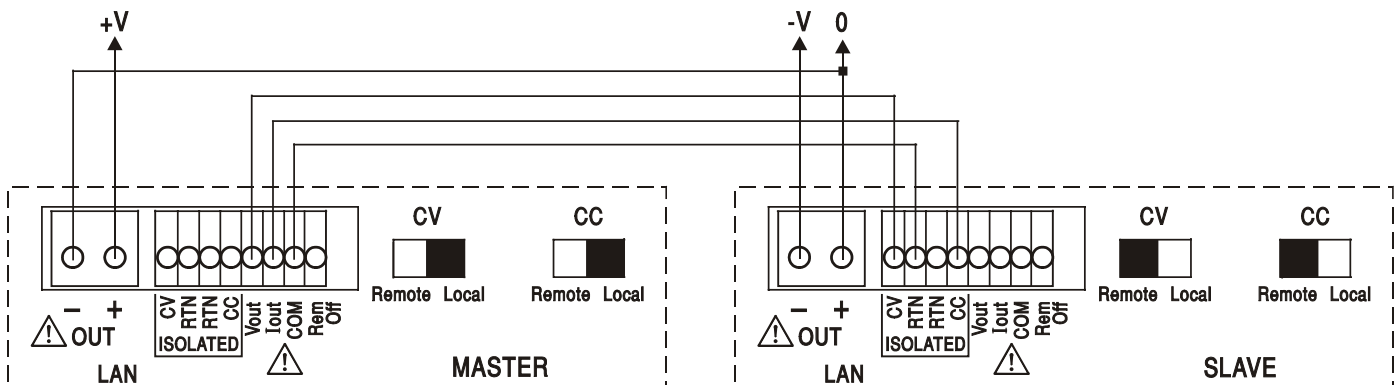 +V
-V 0
CV CC
Remote Local Remote Local
- +
OUT
CV RTN RTN CC Vout Iout COM Rem Off
ISOLATED
LAN
MASTER
CV CC
Remote Local Remote Local
- +
OUT
CV RTN RTN CC Vout Iout COM Rem Off
ISOLATED
LAN
SLAVE